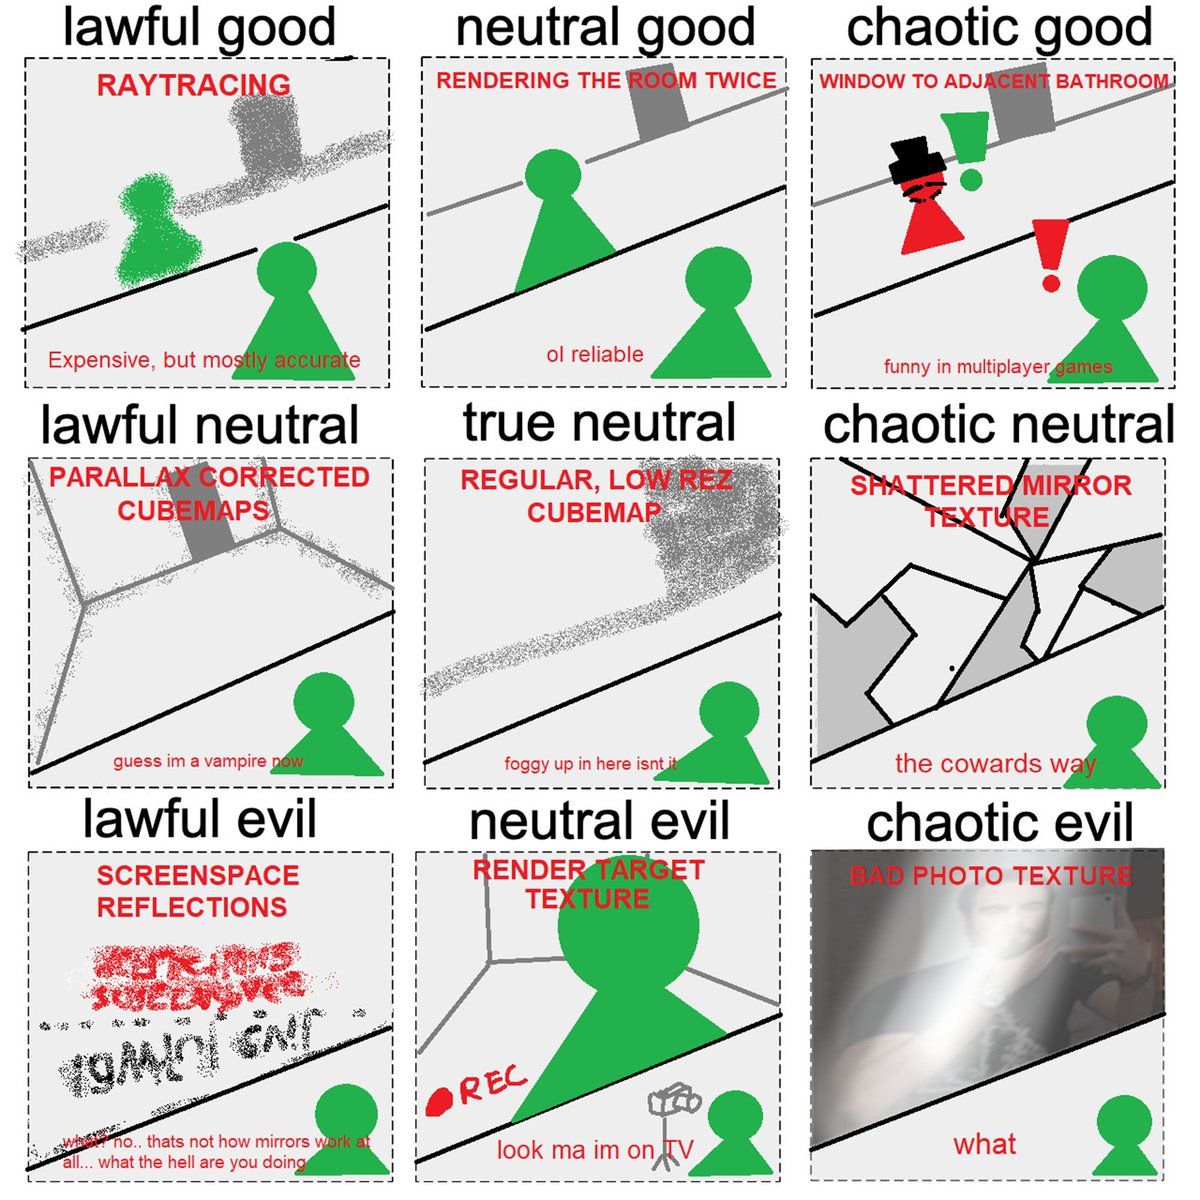 lawful good
neutral good
chaotic good
RAYTRACING
RENDERING THE ROOM TWICE
WINDOW TO ADJACENT BATHROOM
Expensive, but mostly accurate
ol reliable
funny in multiplayer games
lawful neutral
true neutral
chaotic neutral
PARALLAX CORRECTED
CUBEMAPS
REGULAR, LOW REZ
CUBEMAP
SHATTERED MIRROR
TEXTURE
guess im a vampire now
foggy up in here isnt it
the cowards way
lawful evil
neutral evil
chaotic evil
SCREENSPACE
REFLECTIONS
RENDER TARGET
TEXTURE
BAD PHOTO TEXTURE
REC
what? no.. thats not how mirrors work at
all... what the hell are you doing
look ma im on TV
what